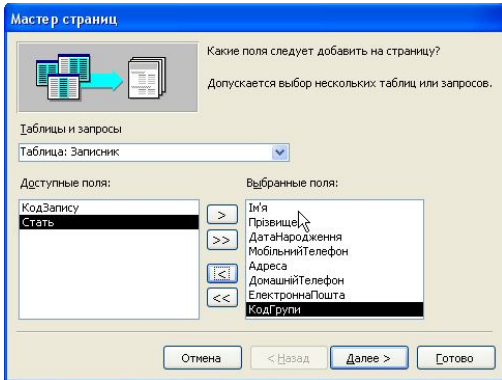 Мастер страниц
Какие поля следует добавить на страницу?
Допускается выбор нескольких таблиц или запросов.
Таблицы и запросы
Таблица: Записник
Доступные поля:
Выбранные поля:
КодЗапису
Стать
>
>>
<
<<
Ім'я
Прізвище
ДатаНародження
МобільнийТелефон
Адреса
ДомашнійТелефон
ЕлектроннаПошта
КодГрупи
Отмена
< Назад
Далее >
Готово